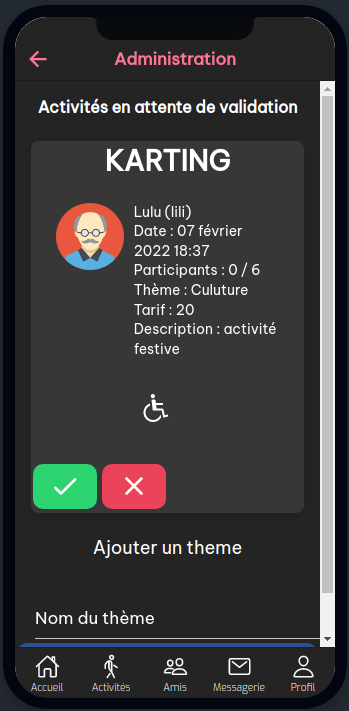 Administration
Activités en attente de validation
KARTING
Lulu (lili)
Date : 07 février
2022 18:37
Participants : 0 / 6
Thème : Culuture
Tarif : 20
Description : activité
festive
Ajouter un theme
Nom du thème
Accueil Activités Amis Messagerie Profil